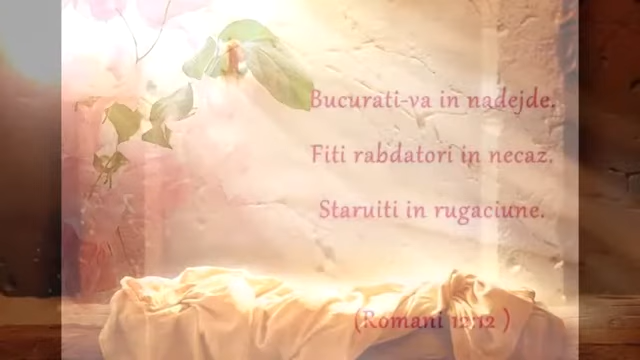 Bucurati-va in nadejde.
Fiti rabdatori in necaz.
Staruiti in rugaciune.
(Romani 12:12 )